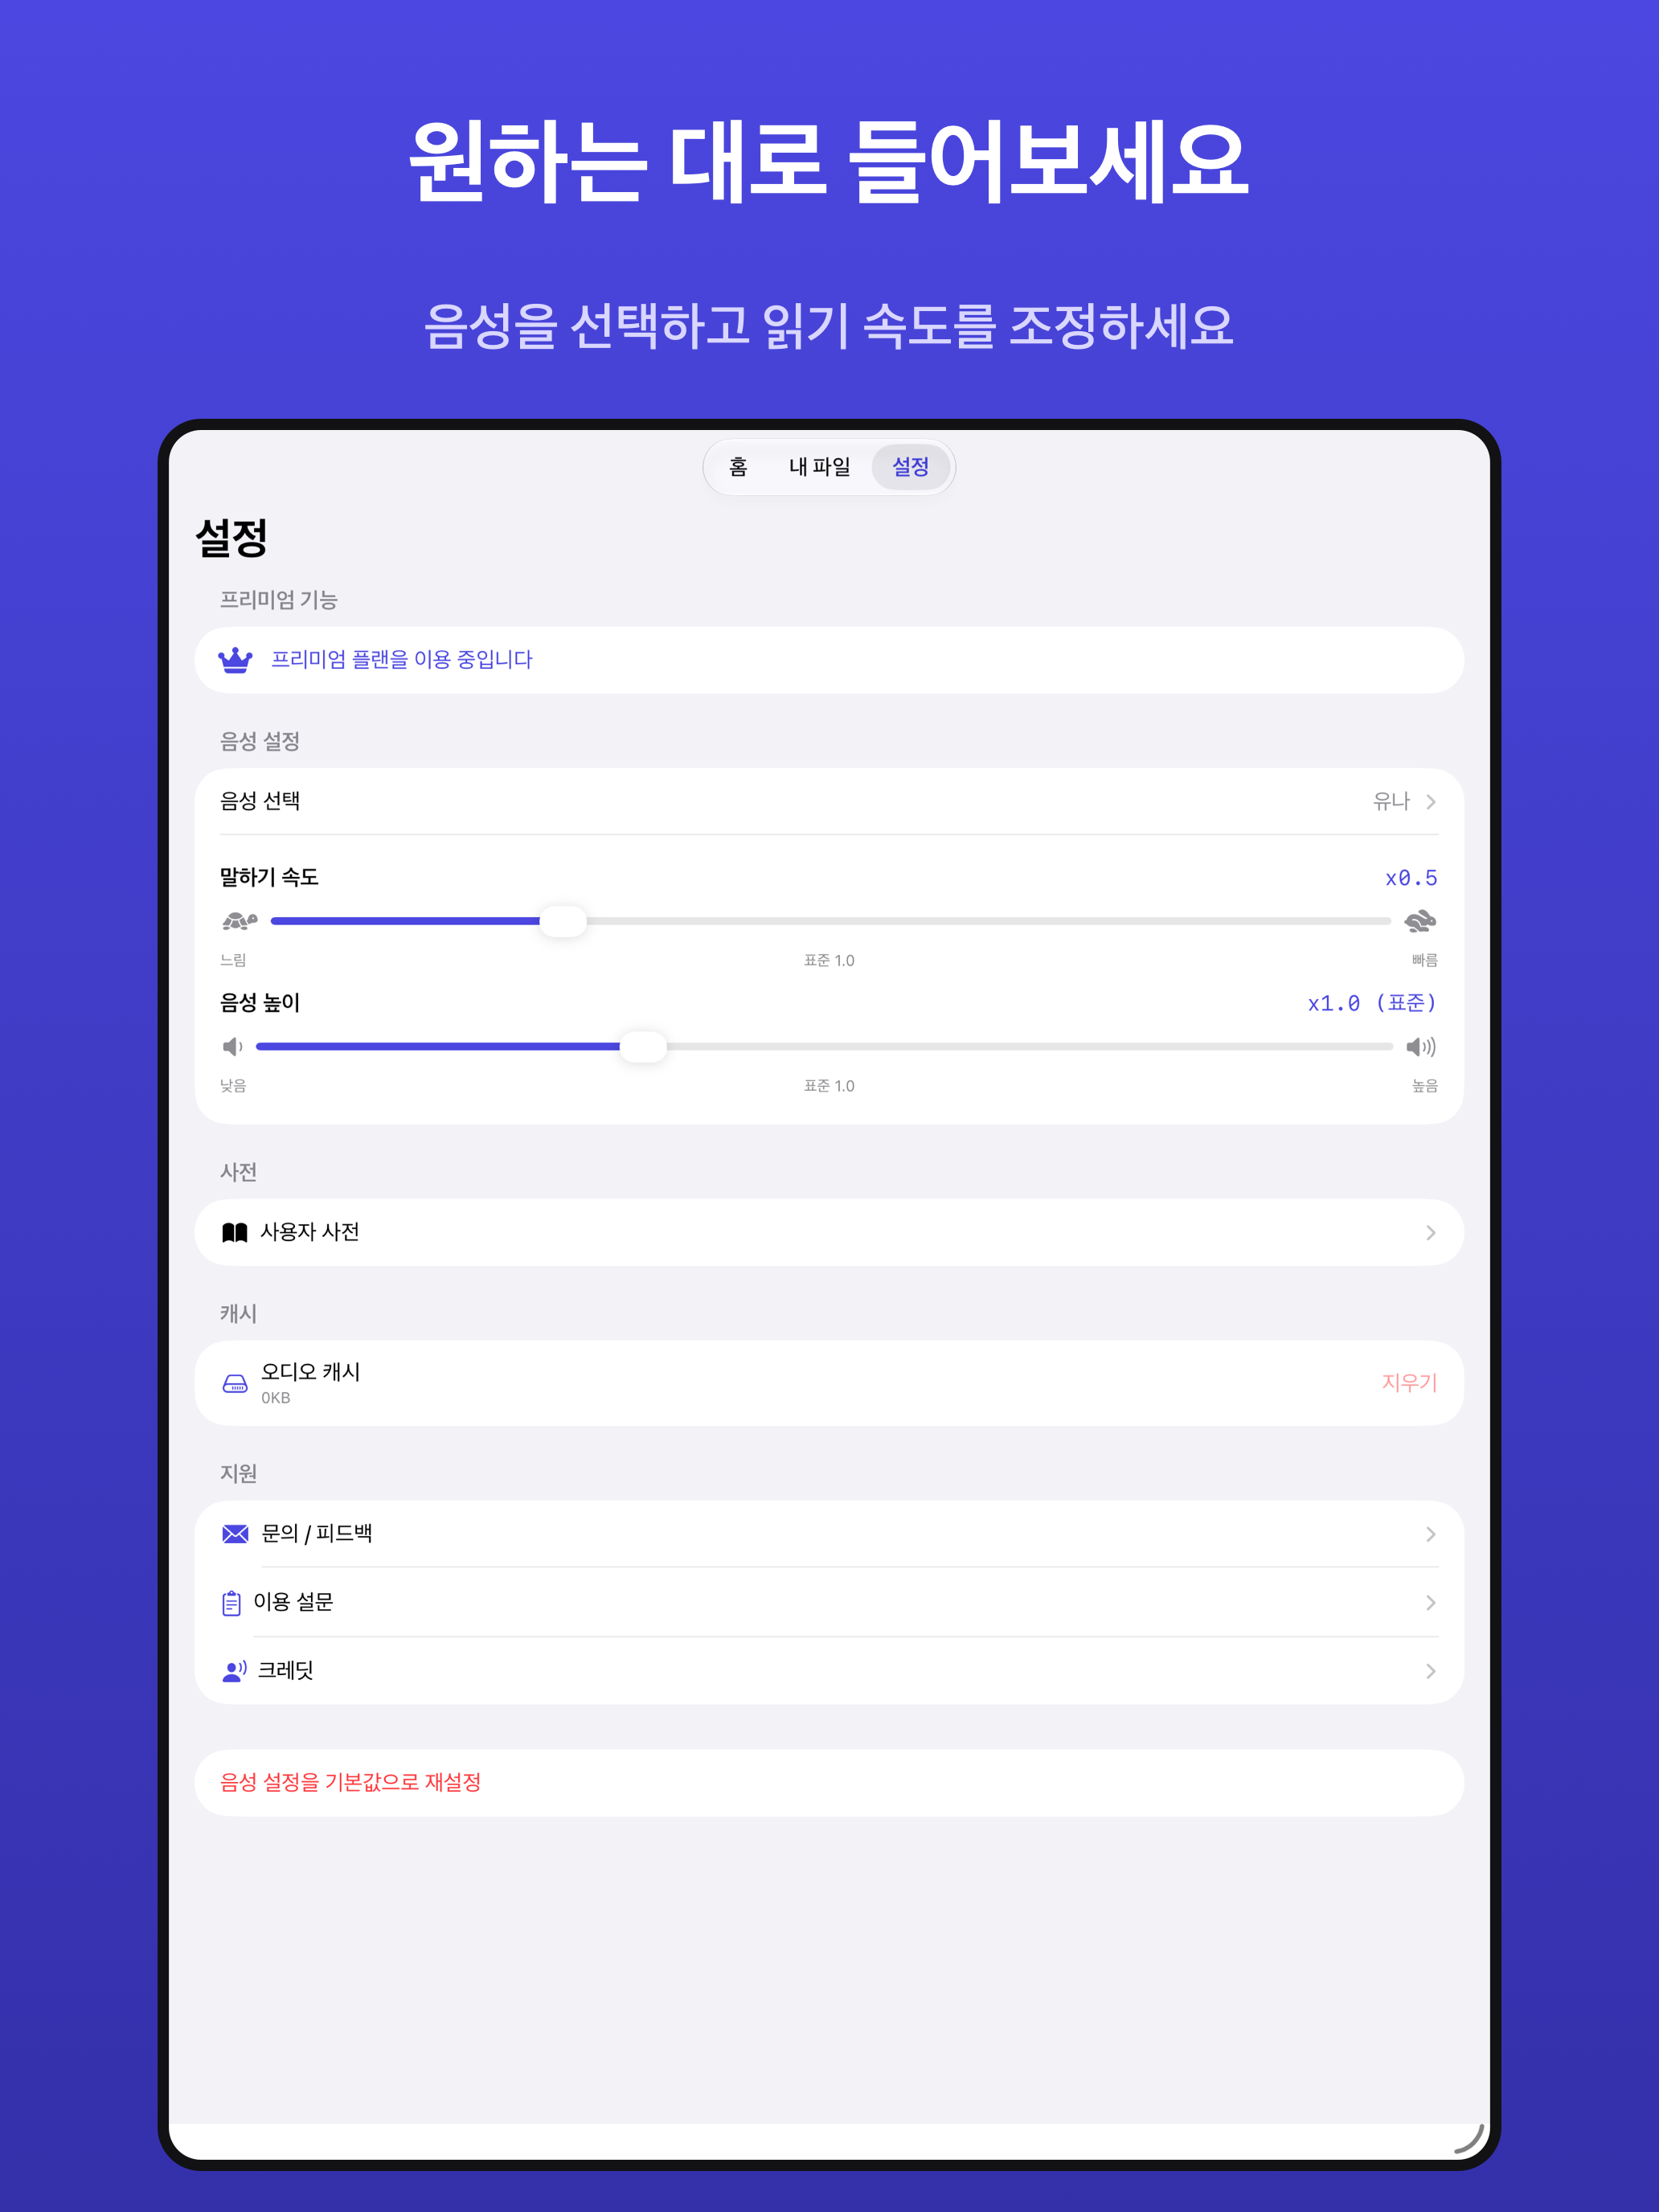 원하는 대로 들어보세요
음성을 선택하고 읽기 속도를 조정하세요
홈 내 파일 설정
설정
프리미엄 기능
프리미엄 플랜을 이용 중입니다
음성 설정
음성 선택 유나
말하기 속도 x0.5
느림 표준 1.0 빠름
음성 높이 x1.0 (표준)
낮음 표준 1.0 높음
사전
사용자 사전
캐시
오디오 캐시
0KB
지우기
지원
문의 / 피드백
이용 설문
크레딧
음성 설정을 기본값으로 재설정